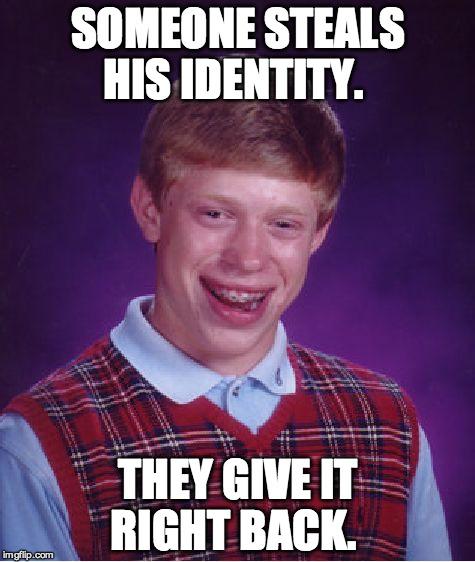 SOMEONE STEALS
HIS IDENTITY.
THEY GIVE IT
RIGHT BACK.
imgflip.com